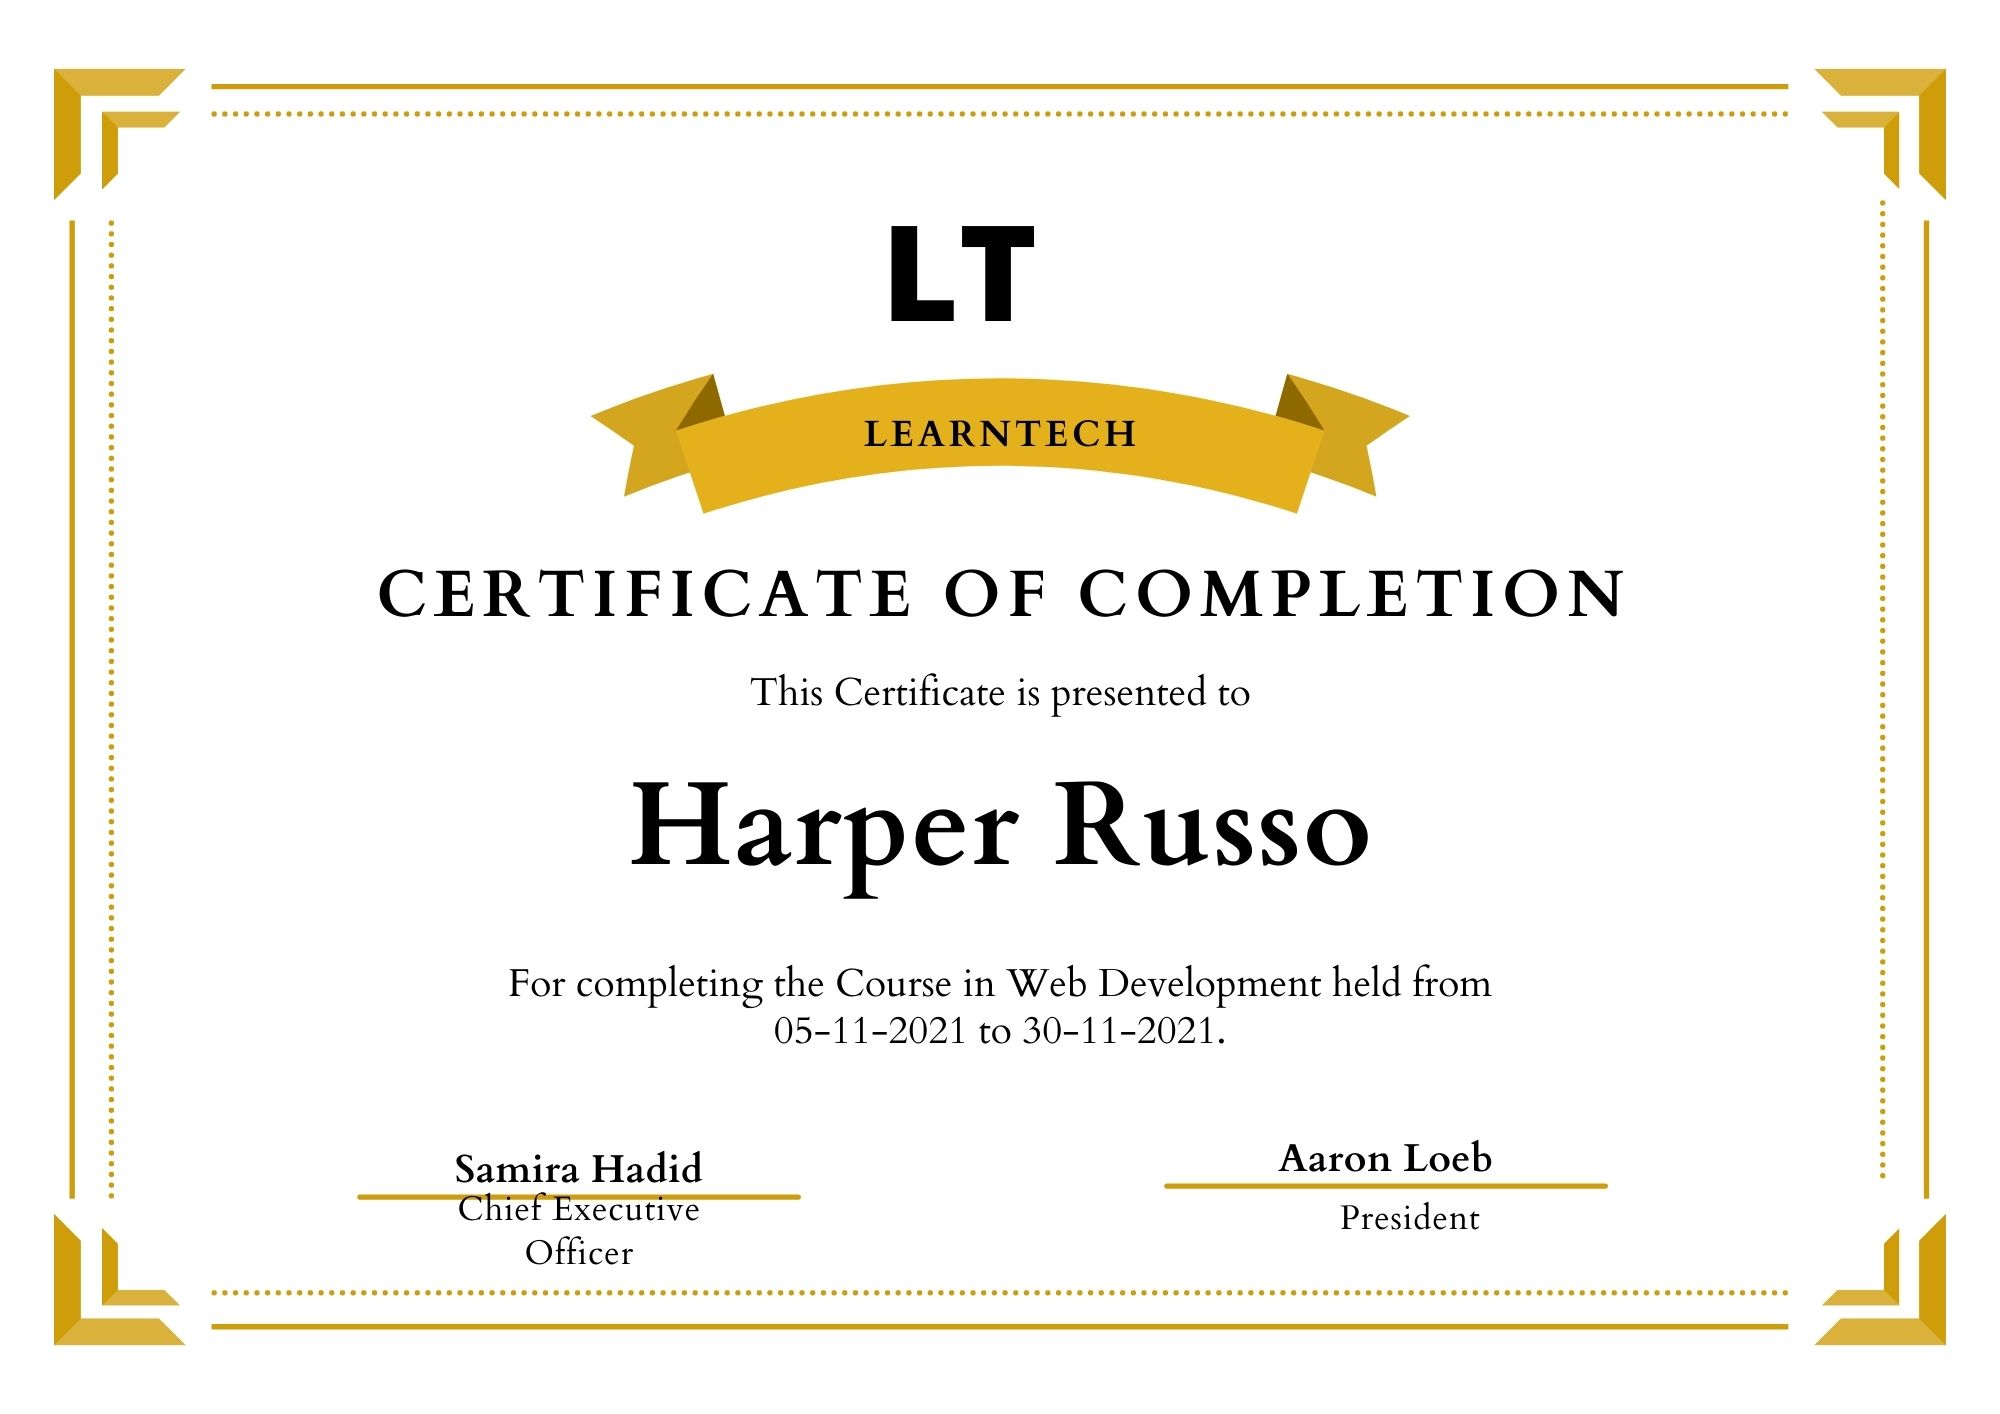 LT
LEARNTECH
CERTIFICATE OF COMPLETION
This Certificate is presented to
Harper Russo
For completing the Course in Web Development held from
05-11-2021 to 30-11-2021.
Samira Hadid
Chief Executive
Officer
Aaron Loeb
President